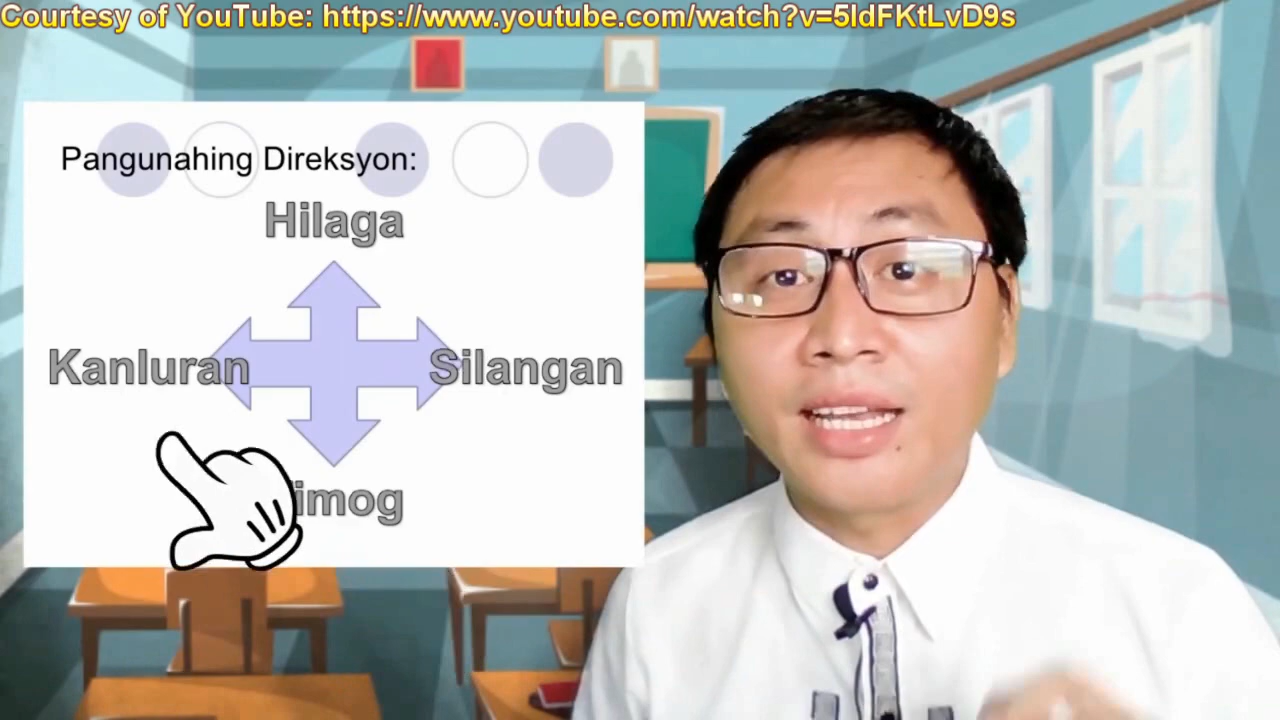 Courtesy of YouTube: https://www.youtube.com/watch?v=5ldFKtLvD9s
Pangunahing Direksyon:
Hilaga
Kanluran Silangan